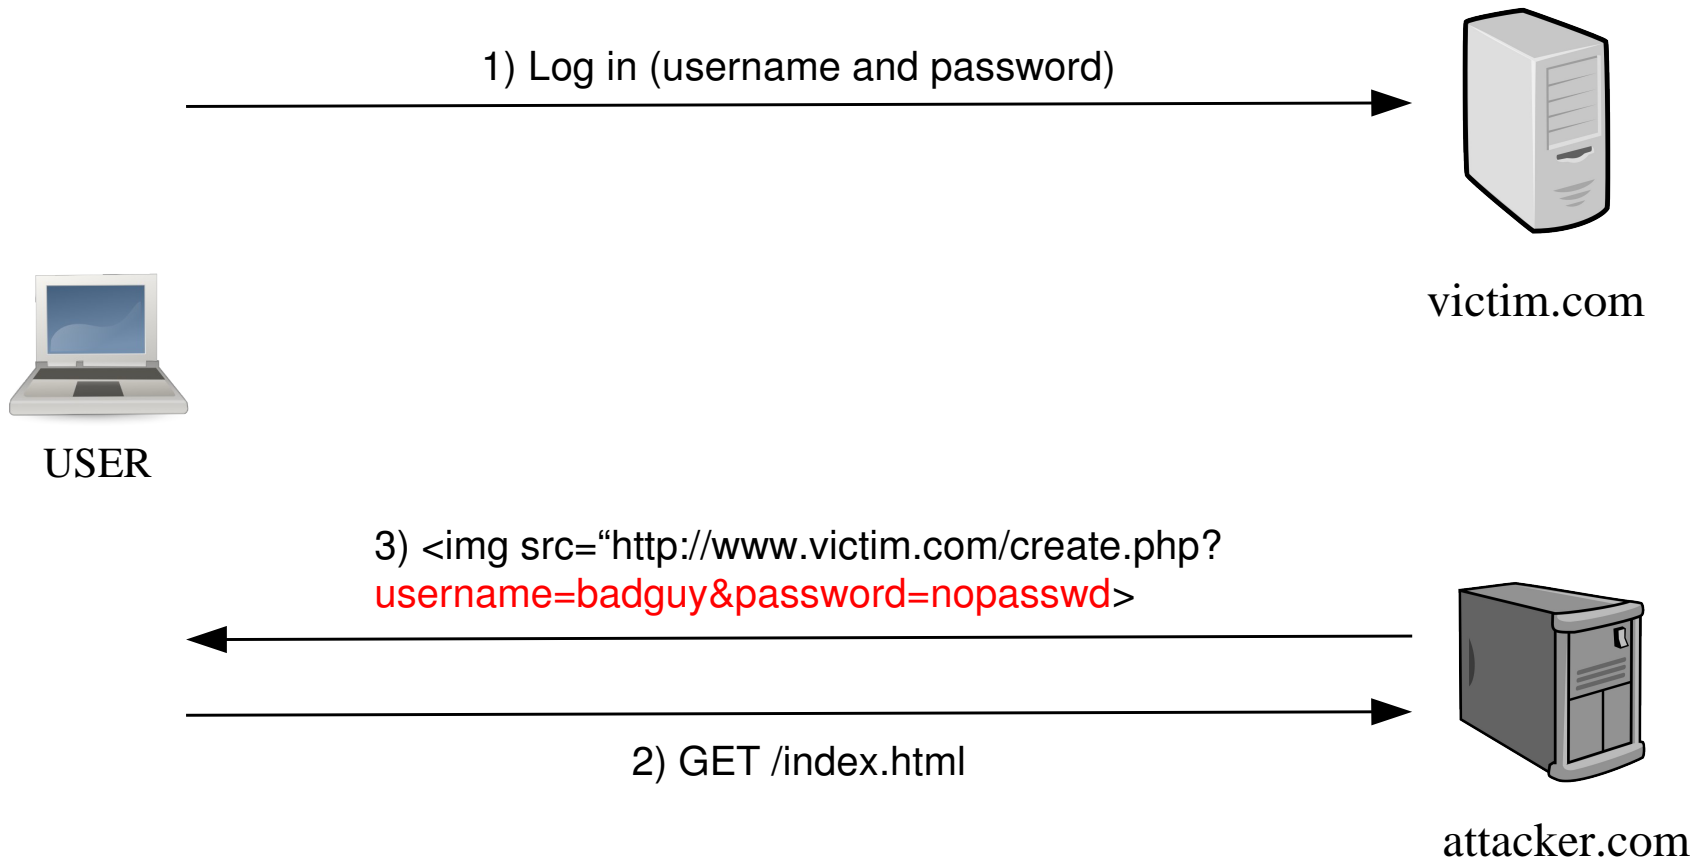 1) Log in (username and password)
victim.com
USER
3) <img src=“http://www.victim.com/create.php?
username=badguy&password=nopasswd>
2) GET /index.html
attacker.com